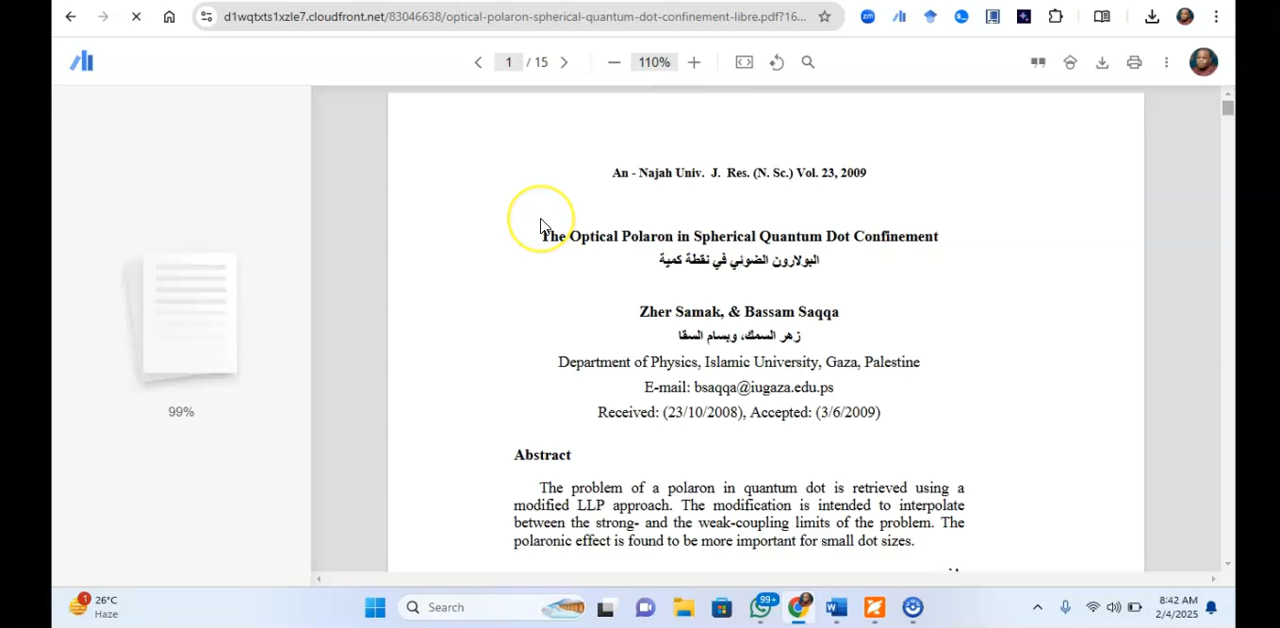 d1wqtxts1xzle7.cloudfront.net/83046638/optical-polaron-spherical-quantum-dot-confinement-libre.pdf?16...
zm
1 / 15
110%
An - Najah Univ. J. Res. (N. Sc.) Vol. 23, 2009
The Optical Polaron in Spherical Quantum Dot Confinement
البولارون الضوئي في نقطة كمية
Zher Samak, & Bassam Saqqa
زهر السمك، وبسام السقا
Department of Physics, Islamic University, Gaza, Palestine
E-mail: bsaqqa@iugaza.edu.ps
Received: (23/10/2008), Accepted: (3/6/2009)
99%
Abstract
The problem of a polaron in quantum dot is retrieved using a
modified LLP approach. The modification is intended to interpolate
between the strong- and the weak-coupling limits of the problem. The
polaronic effect is found to be more important for small dot sizes.
1
26°C
Haze
Search
99+
8:42 AM
2/4/2025